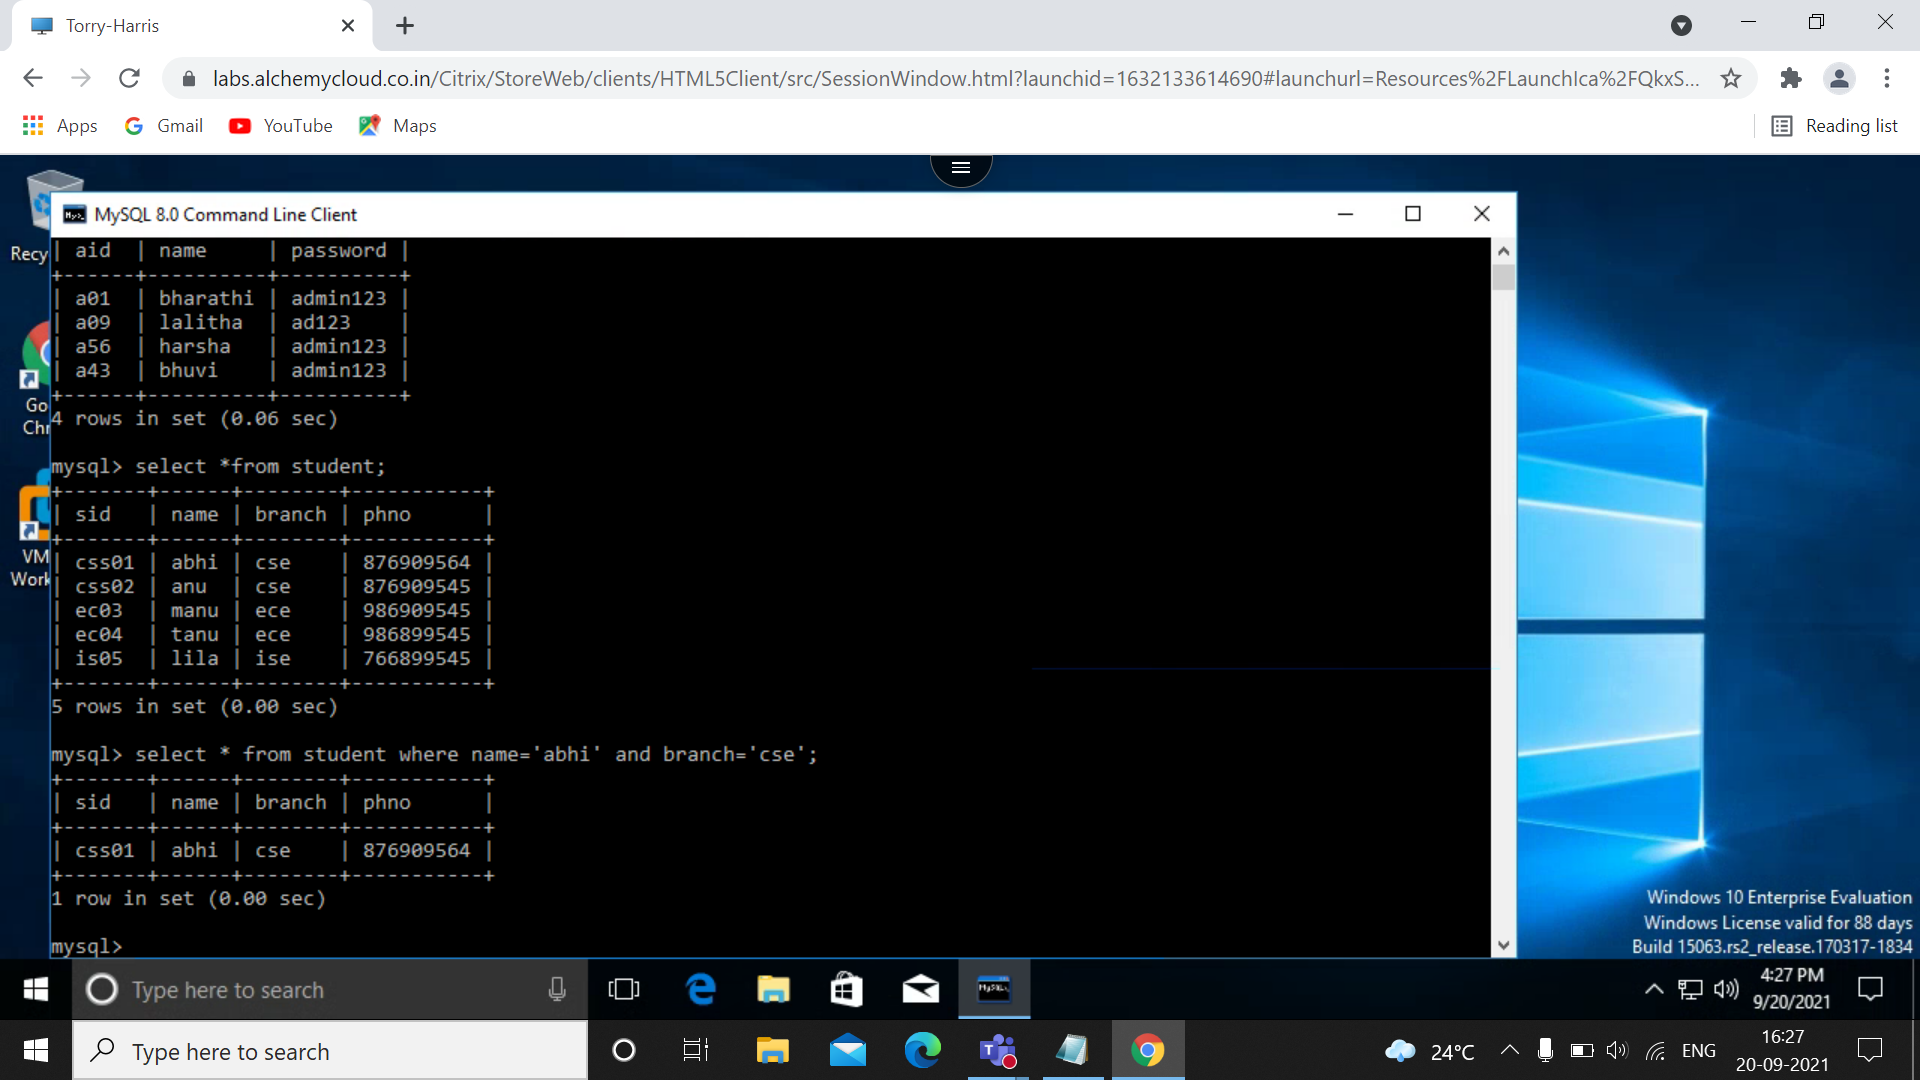 Torry-Harris
labs.alchemycloud.co.in/Citrix/StoreWeb/clients/HTML5Client/src/SessionWindow.html?launchid=1632133614690#launchurl=Resources%2FLaunchIca%2FQkxS...
Apps Gmail YouTube Maps Reading list
MySQL 8.0 Command Line Client
Recy
Go
Chr
VM
Work
| aid | name | password |
+------+----------+----------+
| a01 | bharathi | admin123 |
| a09 | lalitha | ad123 |
| a56 | harsha | admin123 |
| a43 | bhuvi | admin123 |
+------+----------+----------+
4 rows in set (0.06 sec)
mysql> select *from student;
+-------+------+--------+-----------+
| sid | name | branch | phno |
+-------+------+--------+-----------+
| css01 | abhi | cse | 876909564 |
| css02 | anu | cse | 876909545 |
| ec03 | manu | ece | 986909545 |
| ec04 | tanu | ece | 986899545 |
| is05 | lila | ise | 766899545 |
+-------+------+--------+-----------+
5 rows in set (0.00 sec)
mysql> select * from student where name='abhi' and branch='cse';
+-------+------+--------+-----------+
| sid | name | branch | phno |
+-------+------+--------+-----------+
| css01 | abhi | cse | 876909564 |
+-------+------+--------+-----------+
1 row in set (0.00 sec)
mysql>
Windows 10 Enterprise Evaluation
Windows License valid for 88 days
Build 15063.rs2_release.170317-1834
Type here to search
4:27 PM
9/20/2021
Type here to search
24°C
ENG
16:27
20-09-2021